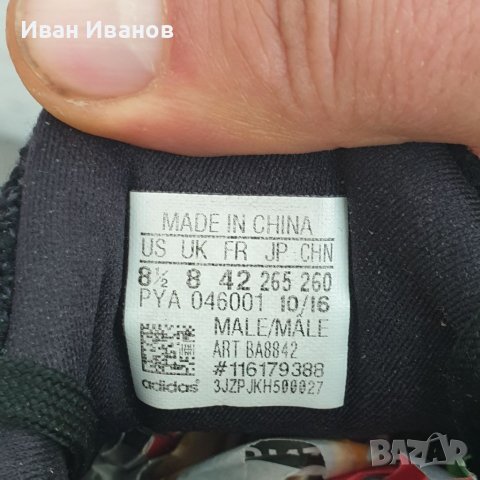 Иван Иванов
MADE IN CHINA
US UK FR JP CHN
8½ 8 42 265 260
PYA 046001 10/16
MALE/MÂLE
ART BA8842
#116179388
adidas 3JZPJKH500027
BAZAR